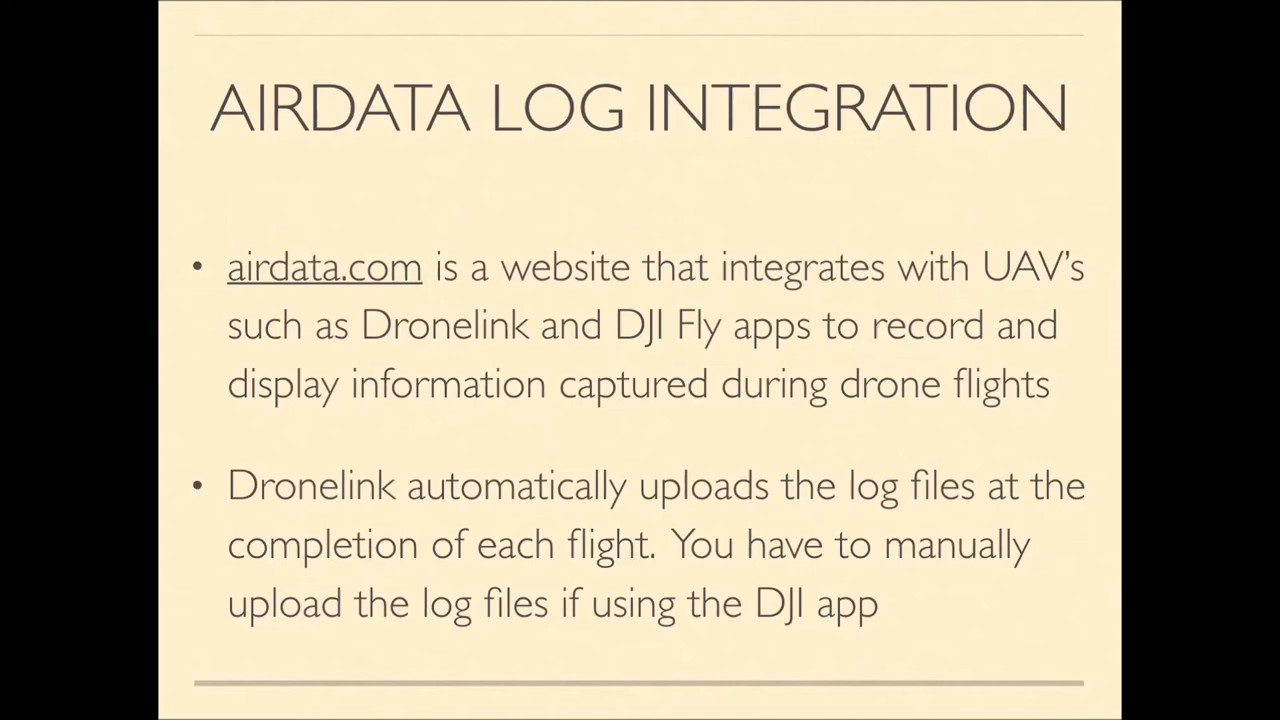 AIRDATA LOG INTEGRATION
• airdata.com is a website that integrates with UAV’s
such as Dronelink and DJI Fly apps to record and
display information captured during drone flights
• Dronelink automatically uploads the log files at the
completion of each flight. You have to manually
upload the log files if using the DJI app